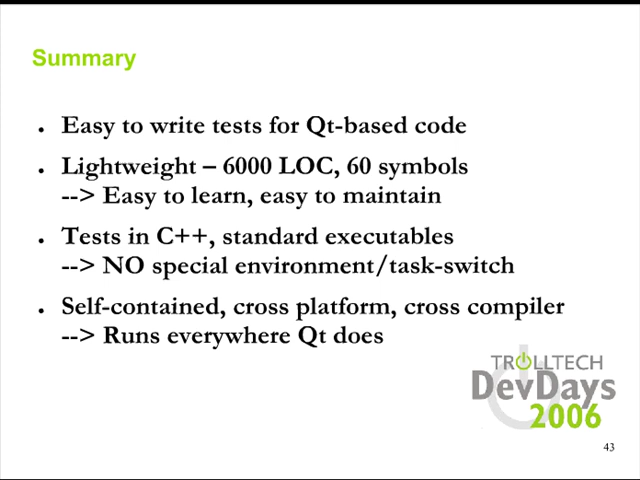 Summary
• Easy to write tests for Qt-based code
• Lightweight – 6000 LOC, 60 symbols
--> Easy to learn, easy to maintain
• Tests in C++, standard executables
--> NO special environment/task-switch
• Self-contained, cross platform, cross compiler
--> Runs everywhere Qt does
TROLLTECH
DevDays
2006
43